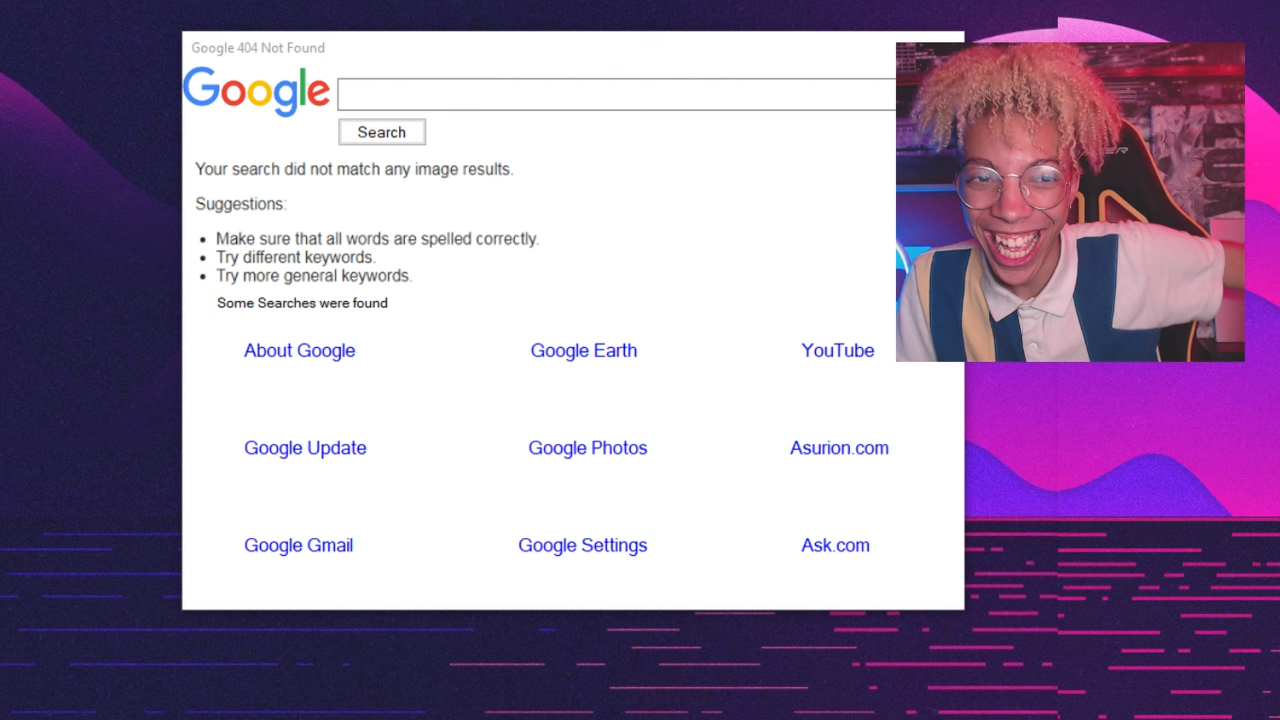 Google 404 Not Found
Google
Search
Your search did not match any image results.
Suggestions:
Make sure that all words are spelled correctly.
Try different keywords.
Try more general keywords.
Some Searches were found
About Google Google Earth YouTube
Google Update Google Photos Asurion.com
Google Gmail Google Settings Ask.com